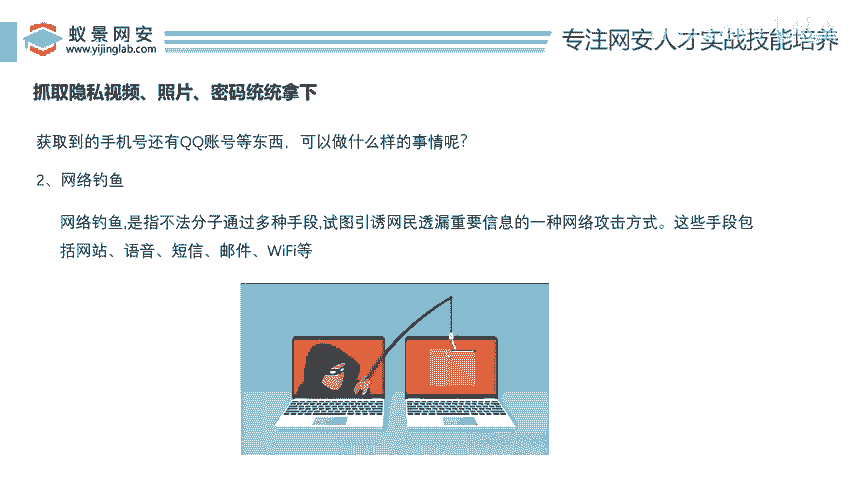 蚁景网安
www.yijinglab.com
专注网安人才实战技能培养
抓取隐私视频、照片、密码统统拿下
获取到的手机号还有QQ账号等东西，可以做什么样的事情呢？
2、网络钓鱼
网络钓鱼,是指不法分子通过多种手段,试图引诱网民透漏重要信息的一种网络攻击方式。这些手段包
括网站、语音、短信、邮件、WiFi等